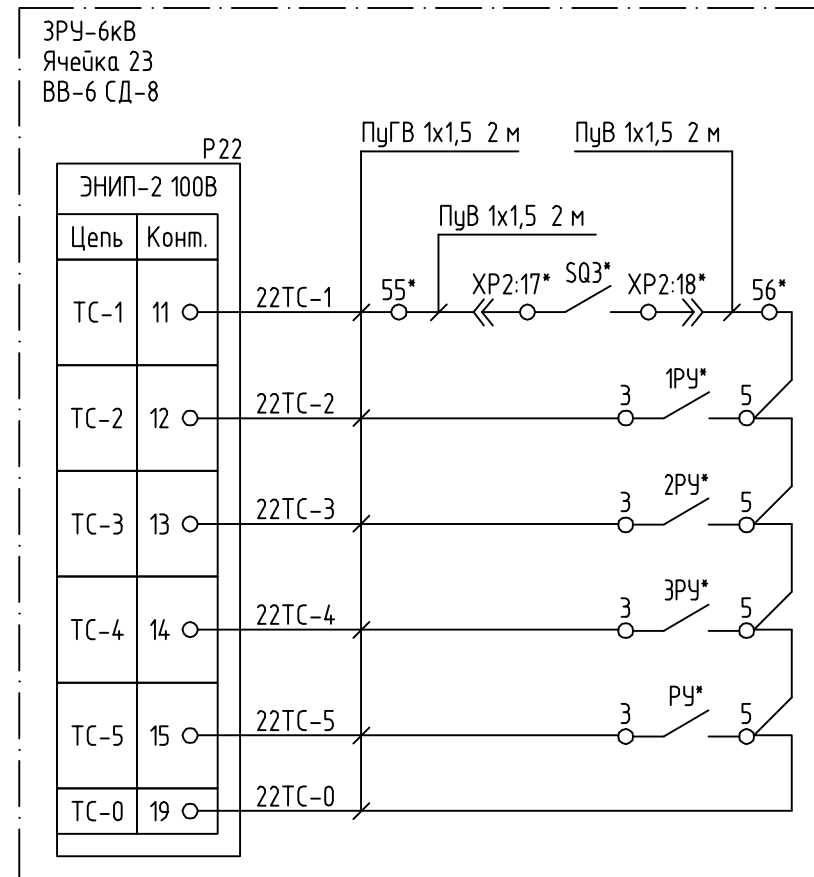 ЗРУ-6кВ
Ячейка 23
ВВ-6 СД-8
ПуГВ 1х1,5 2 м
ПуВ 1х1,5 2 м
Р22
ЭНИП-2 100В
ПуВ 1х1,5 2 м
Цепь Конт.
ТС-1 11 22ТС-1 55* ХР2:17* SQ3* ХР2:18* 56*
ТС-2 12 22ТС-2 3 1РУ* 5
ТС-3 13 22ТС-3 3 2РУ* 5
ТС-4 14 22ТС-4 3 3РУ* 5
ТС-5 15 22ТС-5 3 РУ* 5
ТС-0 19 22ТС-0